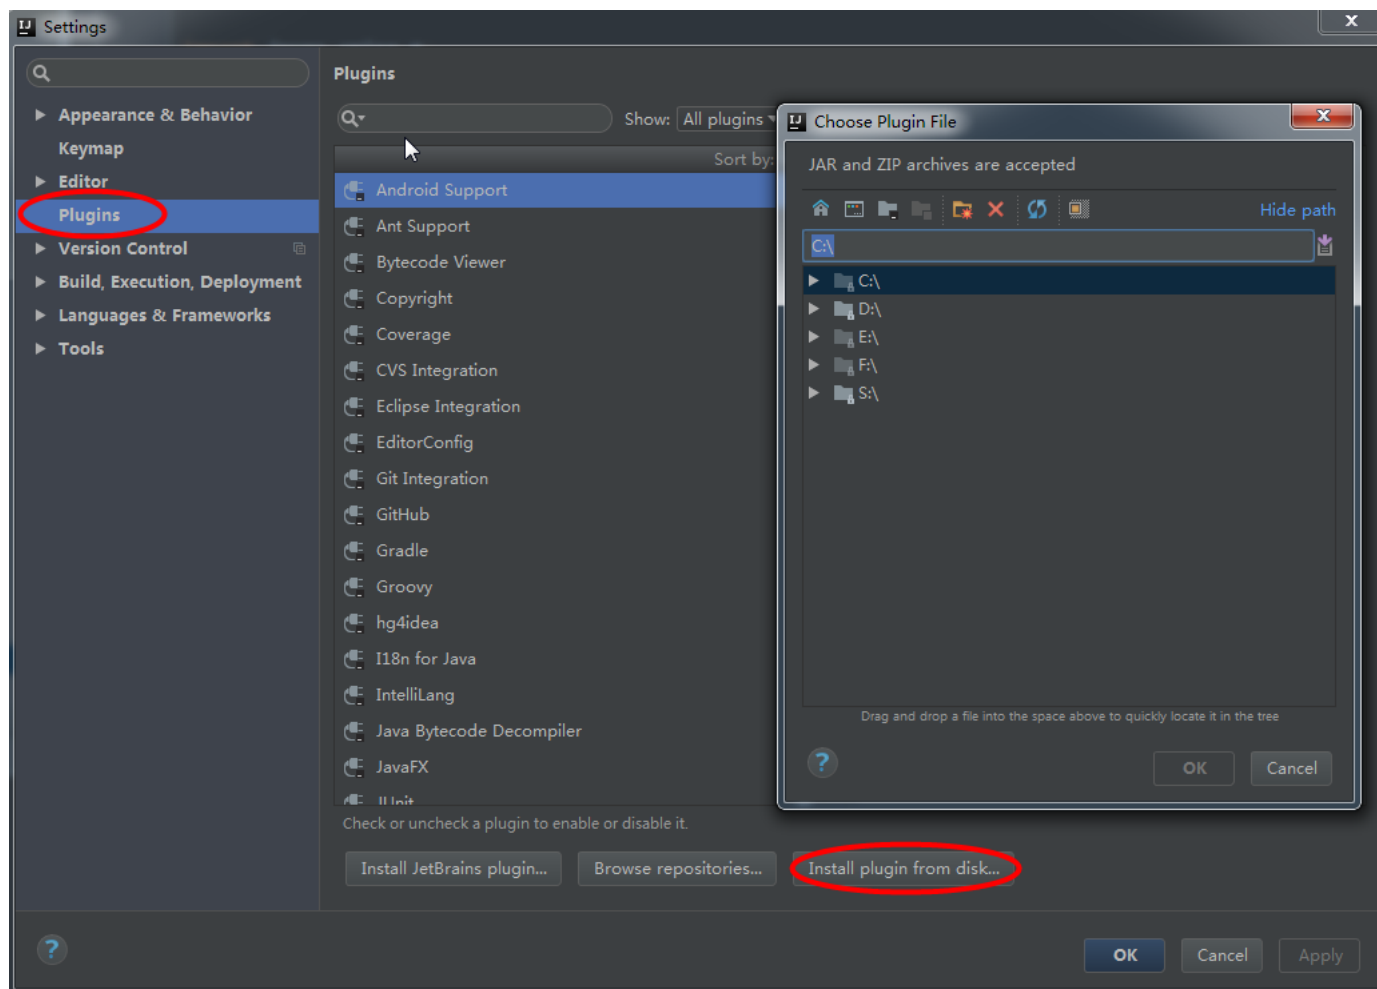 Settings
Appearance & Behavior
Keymap
Editor
Plugins
Version Control
Build, Execution, Deployment
Languages & Frameworks
Tools
Plugins
Show: All plugins
Sort by:
Android Support
Ant Support
Bytecode Viewer
Copyright
Coverage
CVS Integration
Eclipse Integration
EditorConfig
Git Integration
GitHub
Gradle
Groovy
hg4idea
I18n for Java
IntelliLang
Java Bytecode Decompiler
JavaFX
JUnit
Check or uncheck a plugin to enable or disable it.
Install JetBrains plugin...
Browse repositories...
Install plugin from disk...
Choose Plugin File
JAR and ZIP archives are accepted
Hide path
C:\
C:\
D:\
E:\
F:\
S:\
Drag and drop a file into the space above to quickly locate it in the tree
?
OK
Cancel
?
OK
Cancel
Apply